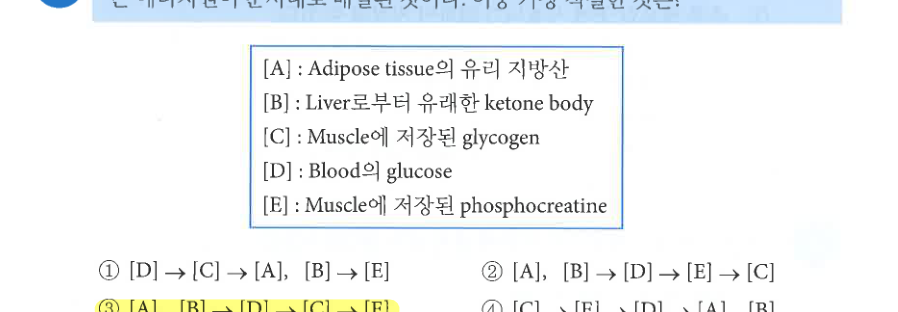 [A] : Adipose tissue의 유리 지방산
[B] : Liver로부터 유래한 ketone body
[C] : Muscle에 저장된 glycogen
[D] : Blood의 glucose
[E] : Muscle에 저장된 phosphocreatine
① [D] → [C] → [A], [B] → [E]
② [A], [B] → [D] → [E] → [C]
③ [A], [B] → [D] → [C] → [E]
④ [C] → [E] → [D] → [A], [B]